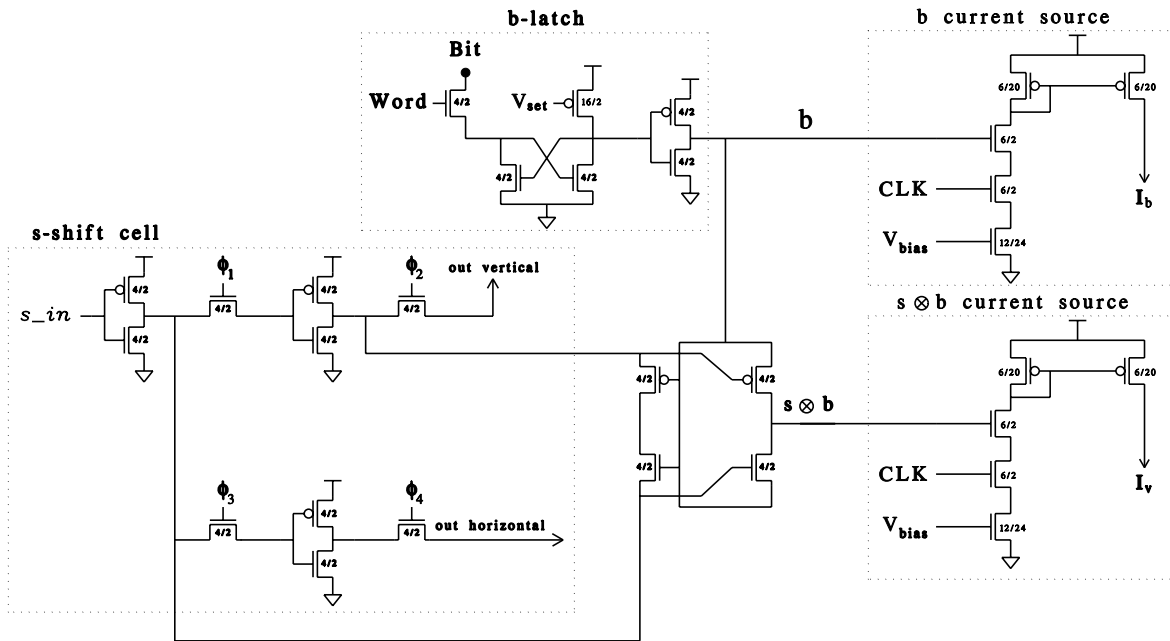 b-latch
b current source
Bit
Word
4/2
V_set
16/2
4/2
4/2
4/2
4/2
b
6/20
6/20
6/2
CLK
6/2
I_b
V_bias
12/24
s-shift cell
ϕ_1
ϕ_2
out vertical
4/2
4/2
s_in
4/2
4/2
4/2
4/2
s ⊗ b current source
4/2
4/2
s ⊗ b
4/2
4/2
6/20
6/20
6/2
CLK
6/2
I_v
V_bias
12/24
ϕ_3
ϕ_4
4/2
4/2
4/2
4/2
out horizontal